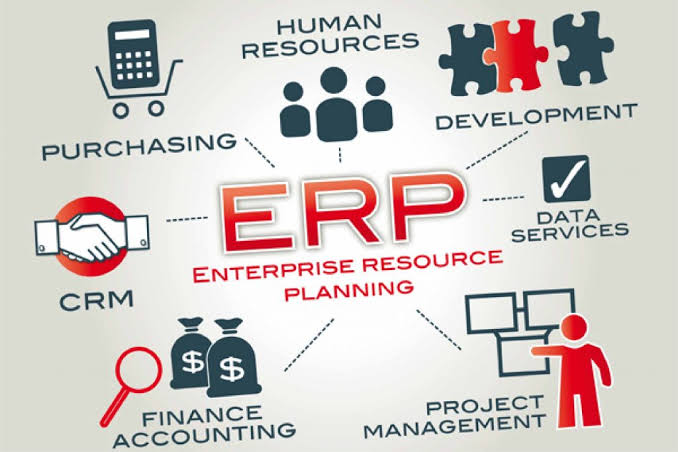 HUMAN
RESOURCES
PURCHASING
DEVELOPMENT
ERP
ENTERPRISE RESOURCE
PLANNING
DATA
SERVICES
CRM
$ $
FINANCE
ACCOUNTING
PROJECT
MANAGEMENT